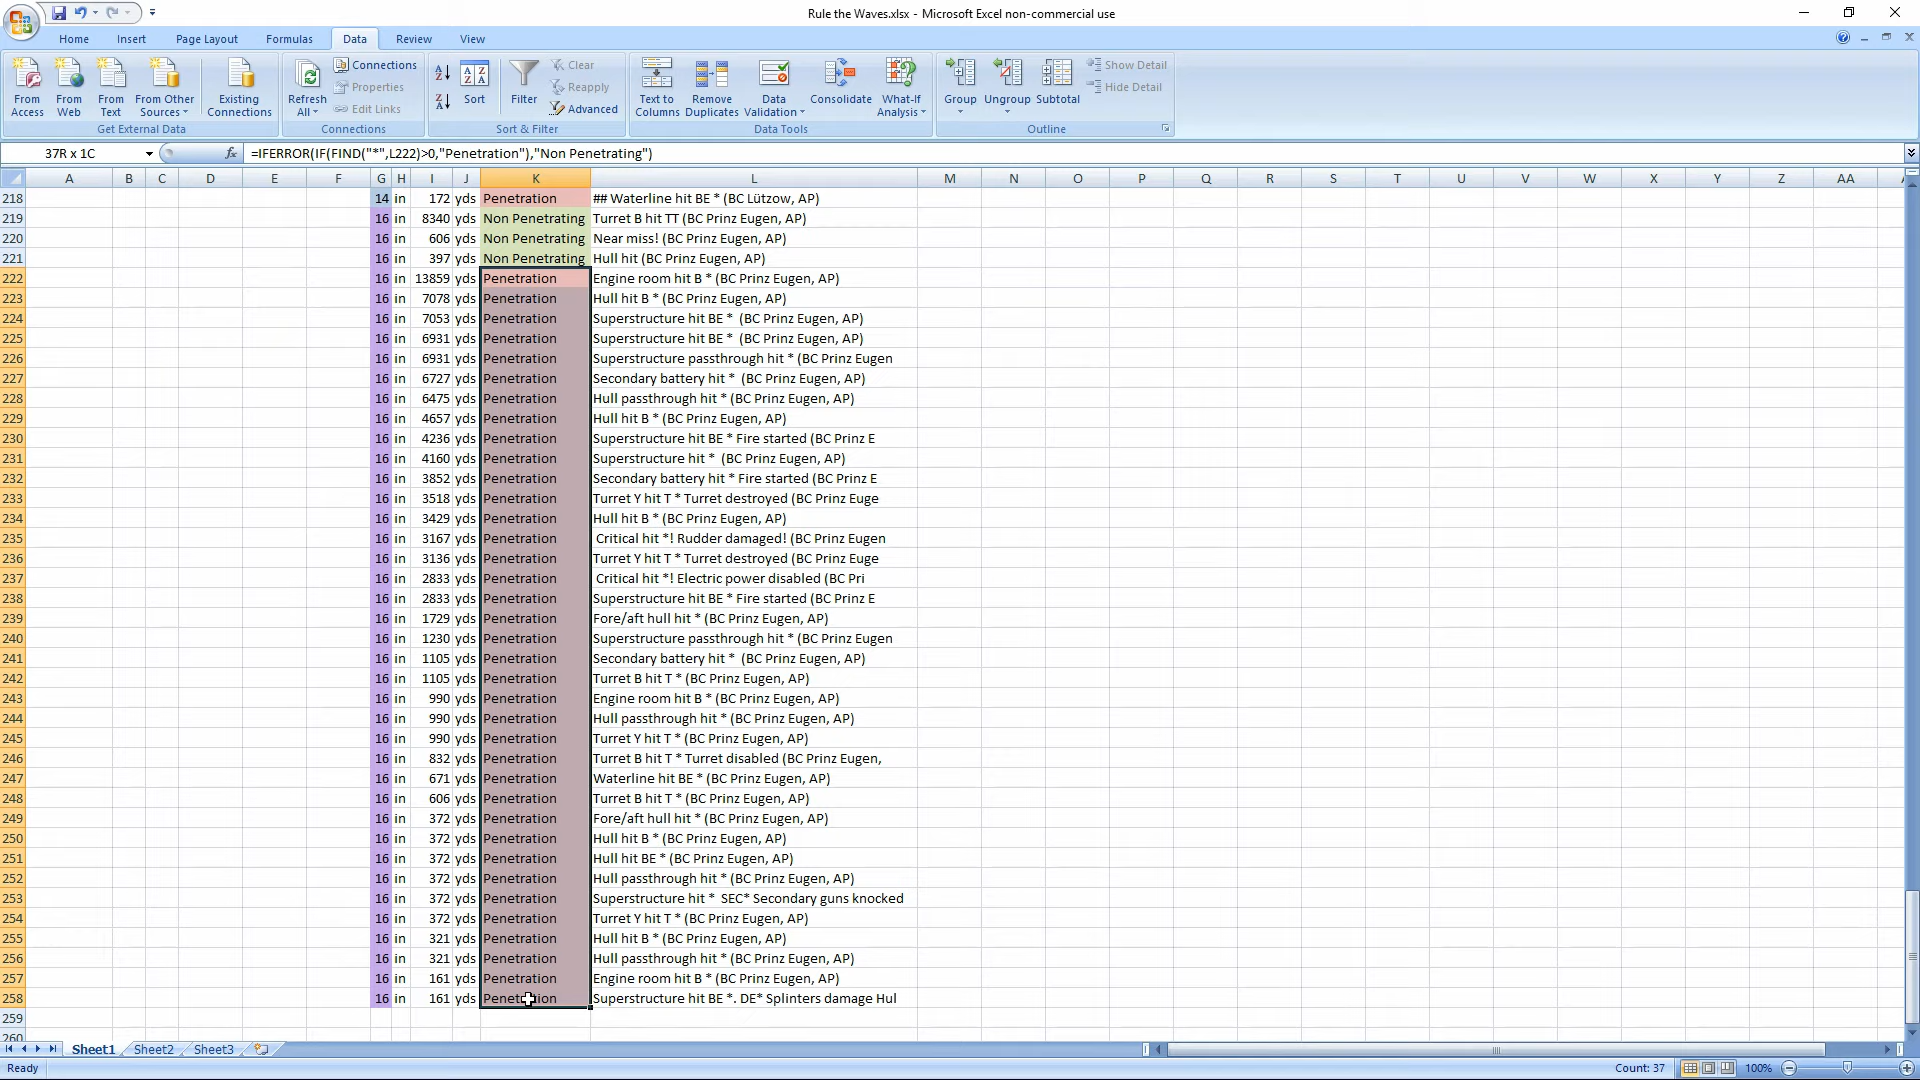 Rule the Waves.xlsx - Microsoft Excel non-commercial use
Home Insert Page Layout Formulas Data Review View
From Access
From Web
From Text
From Other Sources
Existing Connections
Get External Data
Refresh All
Connections
Properties
Edit Links
Connections
Sort
Filter
Clear
Reapply
Advanced
Sort & Filter
Text to Columns
Remove Duplicates
Data Validation
Consolidate
What-If Analysis
Data Tools
Group
Ungroup
Subtotal
Show Detail
Hide Detail
Outline
37R x 1C fx =IFERROR(IF(FIND("*",L222)>0,"Penetration"),"Non Penetrating")
A B C D E F G H I J K L M N O P Q R S T U V W X Y Z AA
218 14 in 172 yds Penetration ## Waterline hit BE * (BC Lützow, AP)
219 16 in 8340 yds Non Penetrating Turret B hit TT (BC Prinz Eugen, AP)
220 16 in 606 yds Non Penetrating Near miss! (BC Prinz Eugen, AP)
221 16 in 397 yds Non Penetrating Hull hit (BC Prinz Eugen, AP)
222 16 in 13859 yds Penetration Engine room hit B * (BC Prinz Eugen, AP)
223 16 in 7078 yds Penetration Hull hit B * (BC Prinz Eugen, AP)
224 16 in 7053 yds Penetration Superstructure hit BE * (BC Prinz Eugen, AP)
225 16 in 6931 yds Penetration Superstructure hit BE * (BC Prinz Eugen, AP)
226 16 in 6931 yds Penetration Superstructure passthrough hit * (BC Prinz Eugen
227 16 in 6727 yds Penetration Secondary battery hit * (BC Prinz Eugen, AP)
228 16 in 6475 yds Penetration Hull passthrough hit * (BC Prinz Eugen, AP)
229 16 in 4657 yds Penetration Hull hit B * (BC Prinz Eugen, AP)
230 16 in 4236 yds Penetration Superstructure hit BE * Fire started (BC Prinz E
231 16 in 4160 yds Penetration Superstructure hit * (BC Prinz Eugen, AP)
232 16 in 3852 yds Penetration Secondary battery hit * Fire started (BC Prinz E
233 16 in 3518 yds Penetration Turret Y hit T * Turret destroyed (BC Prinz Euge
234 16 in 3429 yds Penetration Hull hit B * (BC Prinz Eugen, AP)
235 16 in 3167 yds Penetration Critical hit *! Rudder damaged! (BC Prinz Eugen
236 16 in 3136 yds Penetration Turret Y hit T * Turret destroyed (BC Prinz Euge
237 16 in 2833 yds Penetration Critical hit *! Electric power disabled (BC Pri
238 16 in 2833 yds Penetration Superstructure hit BE * Fire started (BC Prinz E
239 16 in 1729 yds Penetration Fore/aft hull hit * (BC Prinz Eugen, AP)
240 16 in 1230 yds Penetration Superstructure passthrough hit * (BC Prinz Eugen
241 16 in 1105 yds Penetration Secondary battery hit * (BC Prinz Eugen, AP)
242 16 in 1105 yds Penetration Turret B hit T * (BC Prinz Eugen, AP)
243 16 in 990 yds Penetration Engine room hit B * (BC Prinz Eugen, AP)
244 16 in 990 yds Penetration Hull passthrough hit * (BC Prinz Eugen, AP)
245 16 in 990 yds Penetration Turret Y hit T * (BC Prinz Eugen, AP)
246 16 in 832 yds Penetration Turret B hit T * Turret disabled (BC Prinz Eugen,
247 16 in 671 yds Penetration Waterline hit BE * (BC Prinz Eugen, AP)
248 16 in 606 yds Penetration Turret B hit T * (BC Prinz Eugen, AP)
249 16 in 372 yds Penetration Fore/aft hull hit * (BC Prinz Eugen, AP)
250 16 in 372 yds Penetration Hull hit B * (BC Prinz Eugen, AP)
251 16 in 372 yds Penetration Hull hit BE * (BC Prinz Eugen, AP)
252 16 in 372 yds Penetration Hull passthrough hit * (BC Prinz Eugen, AP)
253 16 in 372 yds Penetration Superstructure hit * SEC* Secondary guns knocked
254 16 in 372 yds Penetration Turret Y hit T * (BC Prinz Eugen, AP)
255 16 in 321 yds Penetration Hull hit B * (BC Prinz Eugen, AP)
256 16 in 321 yds Penetration Hull passthrough hit * (BC Prinz Eugen, AP)
257 16 in 161 yds Penetration Engine room hit B * (BC Prinz Eugen, AP)
258 16 in 161 yds Penetration Superstructure hit BE *. DE* Splinters damage Hul
259
260
Sheet1 Sheet2 Sheet3
Ready Count: 37 100%